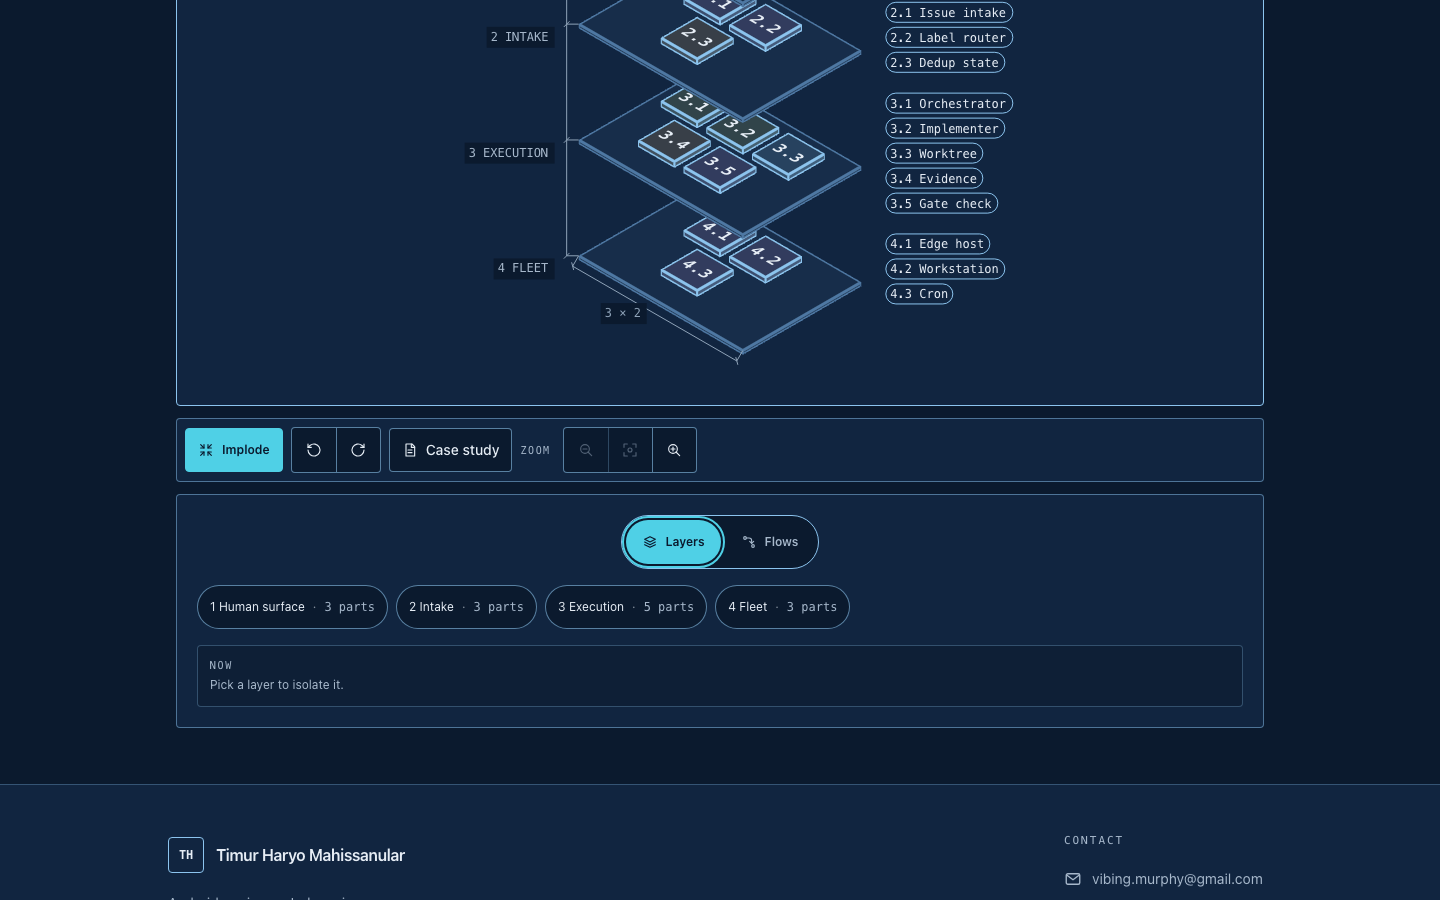 .1
2.2
2.3
2 INTAKE
2.1 Issue intake
2.2 Label router
2.3 Dedup state
3.1
3.2
3.3
3.4
3.5
3 EXECUTION
3.1 Orchestrator
3.2 Implementer
3.3 Worktree
3.4 Evidence
3.5 Gate check
4.1
4.2
4.3
4 FLEET
4.1 Edge host
4.2 Workstation
4.3 Cron
3 × 2
Implode
Case study
ZOOM
Layers
Flows
1 Human surface · 3 parts
2 Intake · 3 parts
3 Execution · 5 parts
4 Fleet · 3 parts
NOW
Pick a layer to isolate it.
TH
Timur Haryo Mahissanular
CONTACT
vibing.murphy@gmail.com